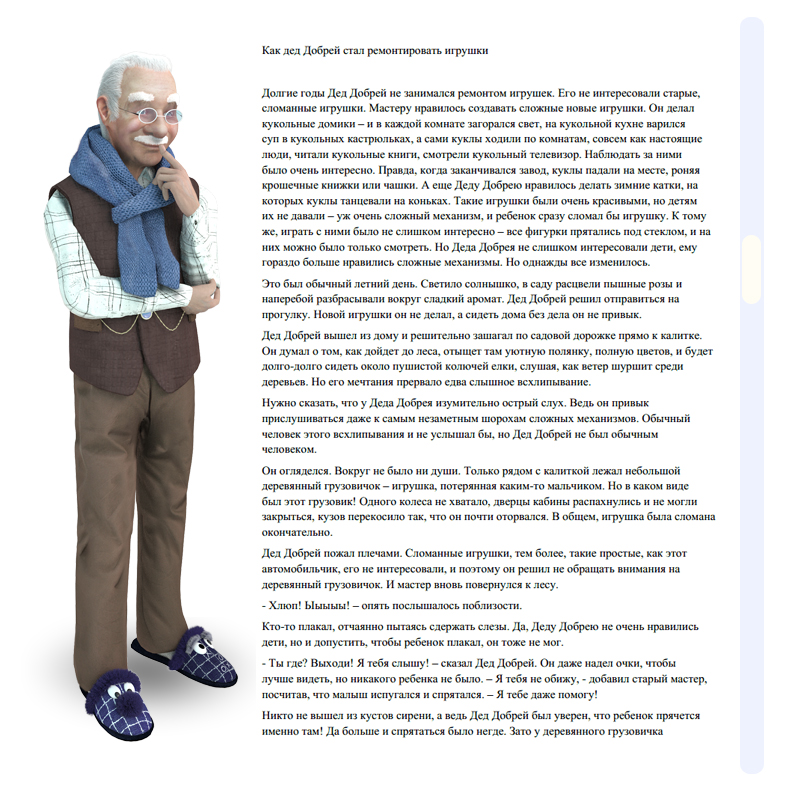 Как дед Добрей стал ремонтировать игрушки
Долгие годы Дед Добрей не занимался ремонтом игрушек. Его не интересовали старые,
сломанные игрушки. Мастеру нравилось создавать сложные новые игрушки. Он делал
кукольные домики – и в каждой комнате загорался свет, на кукольной кухне варился
суп в кукольных кастрюльках, а сами куклы ходили по комнатам, совсем как настоящие
люди, читали кукольные книги, смотрели кукольный телевизор. Наблюдать за ними
было очень интересно. Правда, когда заканчивался завод, куклы падали на месте, роняя
крошечные книжки или чашки. А еще Деду Добрею нравилось делать зимние катки, на
которых куклы танцевали на коньках. Такие игрушки были очень красивыми, но детям
их не давали – уж очень сложный механизм, и ребенок сразу сломал бы игрушку. К тому
же, играть с ними было не слишком интересно – все фигурки прятались под стеклом, и на
них можно было только смотреть. Но Деда Добрея не слишком интересовали дети, ему
гораздо больше нравились сложные механизмы. Но однажды все изменилось.
Это был обычный летний день. Светило солнышко, в саду расцвели пышные розы и
наперебой разбрасывали вокруг сладкий аромат. Дед Добрей решил отправиться на
прогулку. Новой игрушки он не делал, а сидеть дома без дела он не привык.
Дед Добрей вышел из дому и решительно зашагал по садовой дорожке прямо к калитке.
Он думал о том, как дойдет до леса, отыщет там уютную полянку, полную цветов, и будет
долго-долго сидеть около пушистой колючей елки, слушая, как ветер шуршит среди
деревьев. Но его мечтания прервало едва слышное всхлипывание.
Нужно сказать, что у Деда Добрея изумительно острый слух. Ведь он привык
прислушиваться даже к самым незаметным шорохам сложных механизмов. Обычный
человек этого всхлипывания и не услышал бы, но Дед Добрей не был обычным
человеком.
Он огляделся. Вокруг не было ни души. Только рядом с калиткой лежал небольшой
деревянный грузовичок – игрушка, потерянная каким-то мальчиком. Но в каком виде
был этот грузовик! Одного колеса не хватало, дверцы кабины распахнулись и не могли
закрыться, кузов перекосило так, что он почти оторвался. В общем, игрушка была сломана
окончательно.
Дед Добрей пожал плечами. Сломанные игрушки, тем более, такие простые, как этот
автомобильчик, его не интересовали, и поэтому он решил не обращать внимания на
деревянный грузовичок. И мастер вновь повернулся к лесу.
- Хлюп! Ыыыыы! – опять послышалось поблизости.
Кто-то плакал, отчаянно пытаясь сдержать слезы. Да, Деду Добрею не очень нравились
дети, но и допустить, чтобы ребенок плакал, он тоже не мог.
- Ты где? Выходи! Я тебя слышу! – сказал Дед Добрей. Он даже надел очки, чтобы
лучше видеть, но никакого ребенка не было. – Я тебя не обижу, - добавил старый мастер,
посчитав, что малыш испугался и спрятался. – Я тебе даже помогу!
Никто не вышел из кустов сирени, а ведь Дед Добрей был уверен, что ребенок прячется
именно там! Да больше и спрятаться было негде. Зато у деревянного грузовичка